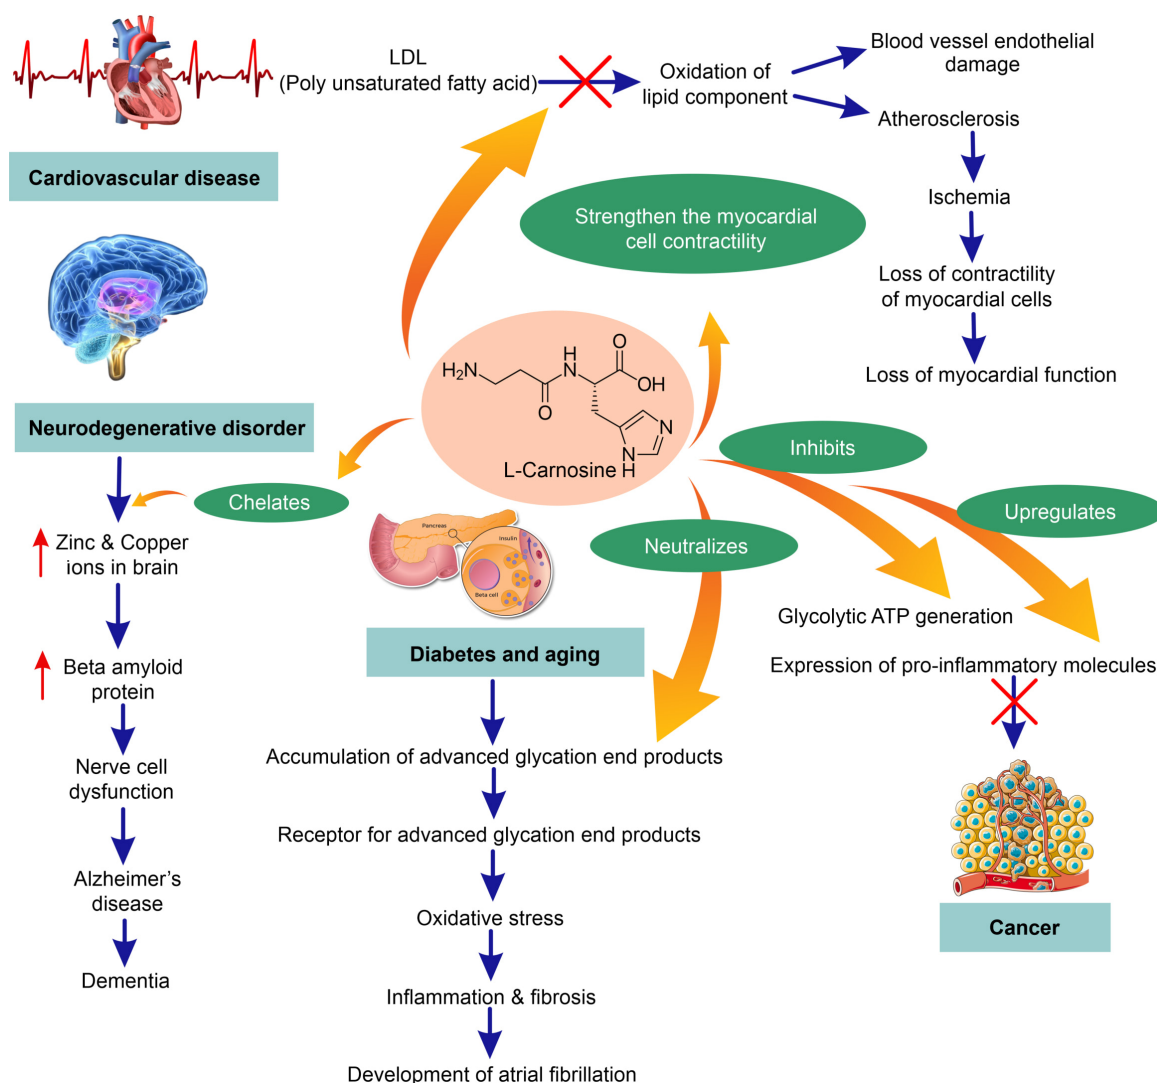 LDL
(Poly unsaturated fatty acid)
Oxidation of
lipid component
Blood vessel endothelial
damage
Atherosclerosis
Ischemia
Loss of contractility
of myocardial cells
Loss of myocardial function
Cardiovascular disease
Strengthen the myocardial
cell contractility
Neurodegenerative disorder
H₂N
O
H
N
O
OH
N
N
H
L-Carnosine
Chelates
Zinc & Copper
ions in brain
Beta amyloid
protein
Nerve cell
dysfunction
Alzheimer’s
disease
Dementia
Pancreas
Insulin
Beta cell
Diabetes and aging
Neutralizes
Accumulation of advanced glycation end products
Receptor for advanced glycation end products
Oxidative stress
Inflammation & fibrosis
Development of atrial fibrillation
Inhibits
Upregulates
Glycolytic ATP generation
Expression of pro-inflammatory molecules
Cancer